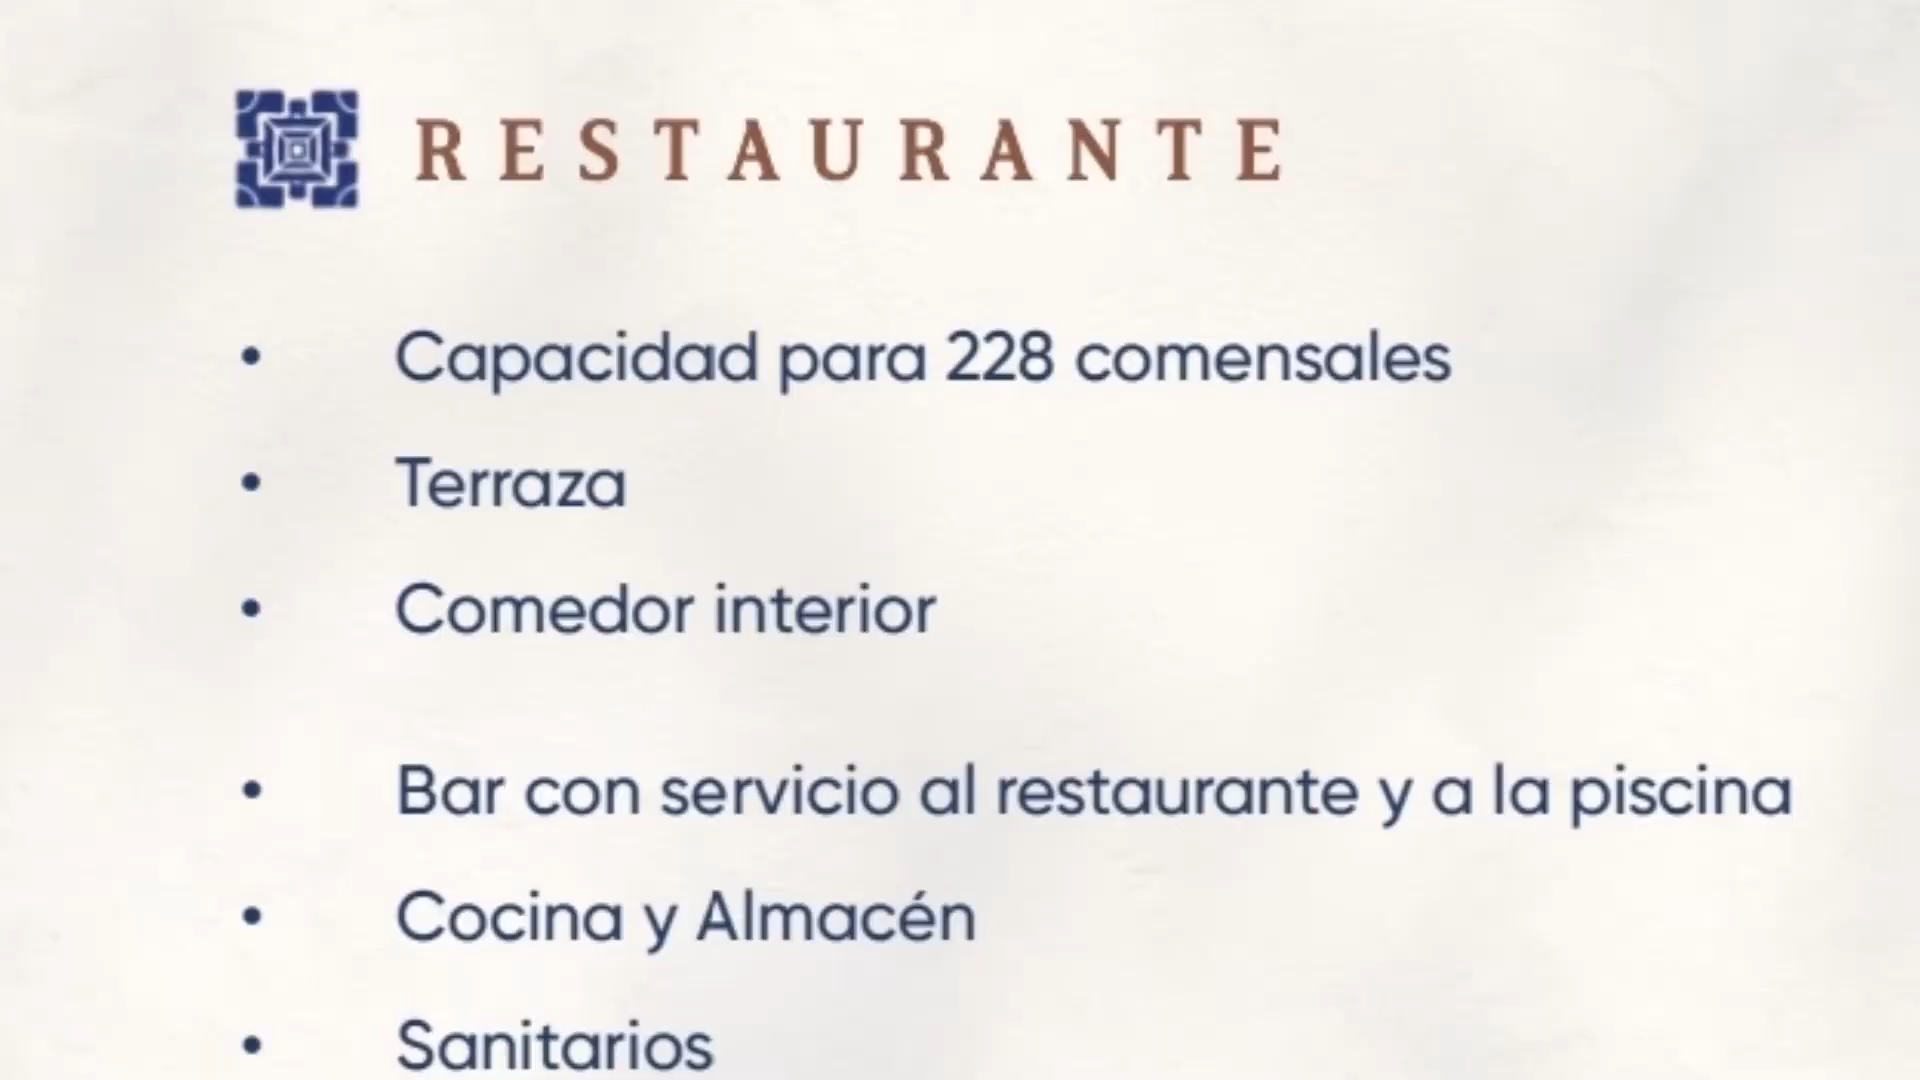 RESTAURANTE
• Capacidad para 228 comensales
• Terraza
• Comedor interior
• Bar con servicio al restaurante y a la piscina
• Cocina y Almacén
• Sanitarios